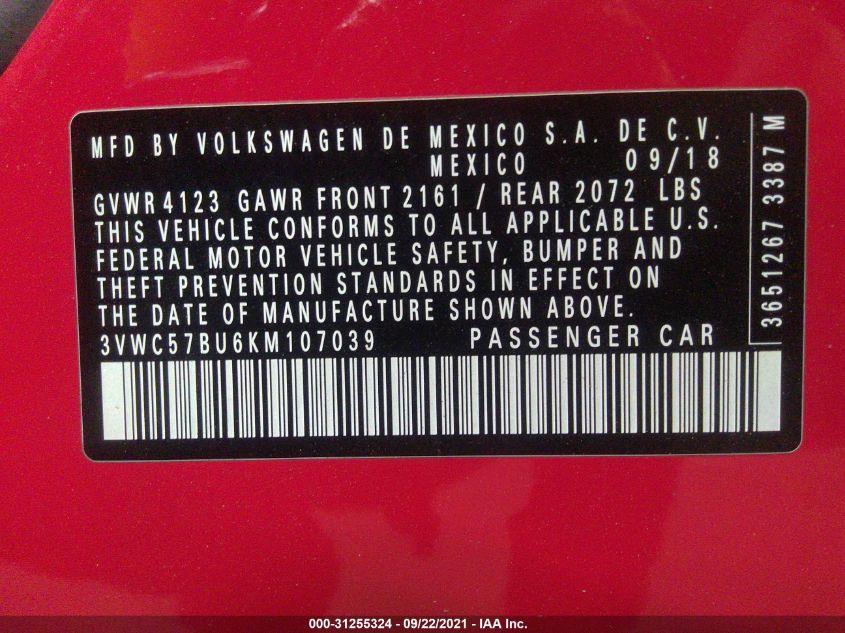 MFD BY VOLKSWAGEN DE MEXICO S.A. DE C.V.
MEXICO 09/18
GVWR 4123 GAWR FRONT 2161 / REAR 2072 LBS
THIS VEHICLE CONFORMS TO ALL APPLICABLE U.S.
FEDERAL MOTOR VEHICLE SAFETY, BUMPER AND
THEFT PREVENTION STANDARDS IN EFFECT ON
THE DATE OF MANUFACTURE SHOWN ABOVE.
3VWC57BU6KM107039 PASSENGER CAR
3651267 3387 M
000-31255324 - 09/22/2021 - IAA Inc.